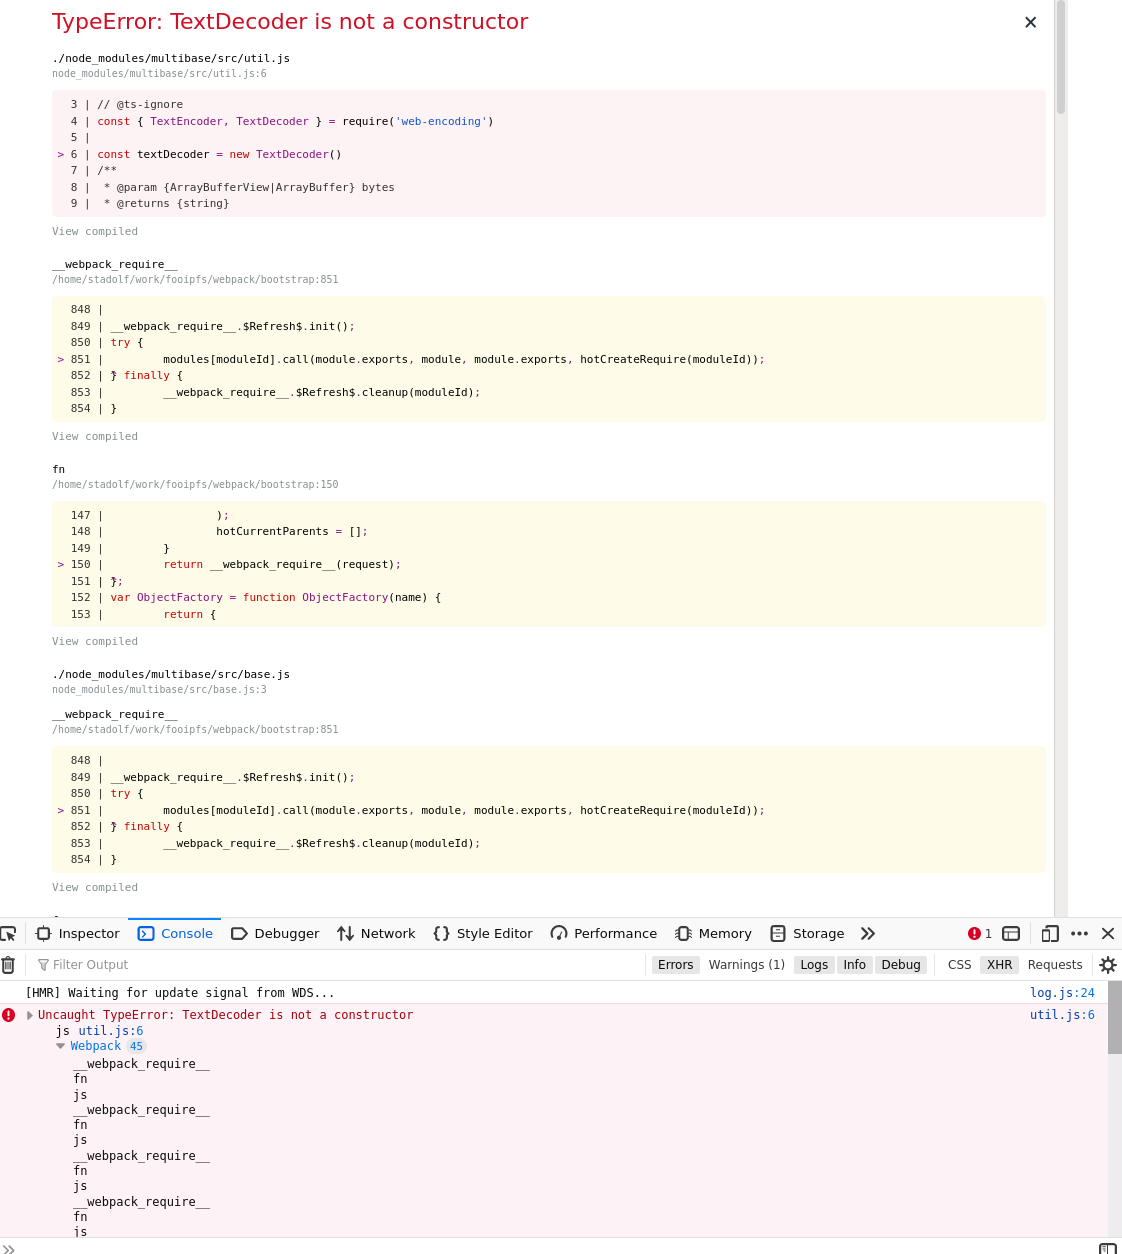 TypeError: TextDecoder is not a constructor
×
./node_modules/multibase/src/util.js
node_modules/multibase/src/util.js:6
3 | // @ts-ignore
4 | const { TextEncoder, TextDecoder } = require('web-encoding')
5 |
> 6 | const textDecoder = new TextDecoder()
7 | /**
8 |  * @param {ArrayBufferView|ArrayBuffer} bytes
9 |  * @returns {string}
View compiled
__webpack_require__
/home/stadolf/work/fooipfs/webpack/bootstrap:851
848 |
849 | __webpack_require__.$Refresh$.init();
850 | try {
> 851 | modules[moduleId].call(module.exports, module, module.exports, hotCreateRequire(moduleId));
852 | } finally {
853 | __webpack_require__.$Refresh$.cleanup(moduleId);
854 | }
View compiled
fn
/home/stadolf/work/fooipfs/webpack/bootstrap:150
147 | );
148 | hotCurrentParents = [];
149 | }
> 150 | return __webpack_require__(request);
151 | };
152 | var ObjectFactory = function ObjectFactory(name) {
153 | return {
View compiled
./node_modules/multibase/src/base.js
node_modules/multibase/src/base.js:3
__webpack_require__
/home/stadolf/work/fooipfs/webpack/bootstrap:851
848 |
849 | __webpack_require__.$Refresh$.init();
850 | try {
> 851 | modules[moduleId].call(module.exports, module, module.exports, hotCreateRequire(moduleId));
852 | } finally {
853 | __webpack_require__.$Refresh$.cleanup(moduleId);
854 | }
View compiled
Inspector Console Debugger Network Style Editor Performance Memory Storage 1
Filter Output Errors Warnings (1) Logs Info Debug CSS XHR Requests
[HMR] Waiting for update signal from WDS... log.js:24
Uncaught TypeError: TextDecoder is not a constructor util.js:6
js util.js:6
Webpack 45
__webpack_require__
fn
js
__webpack_require__
fn
js
__webpack_require__
fn
js
__webpack_require__
fn
js